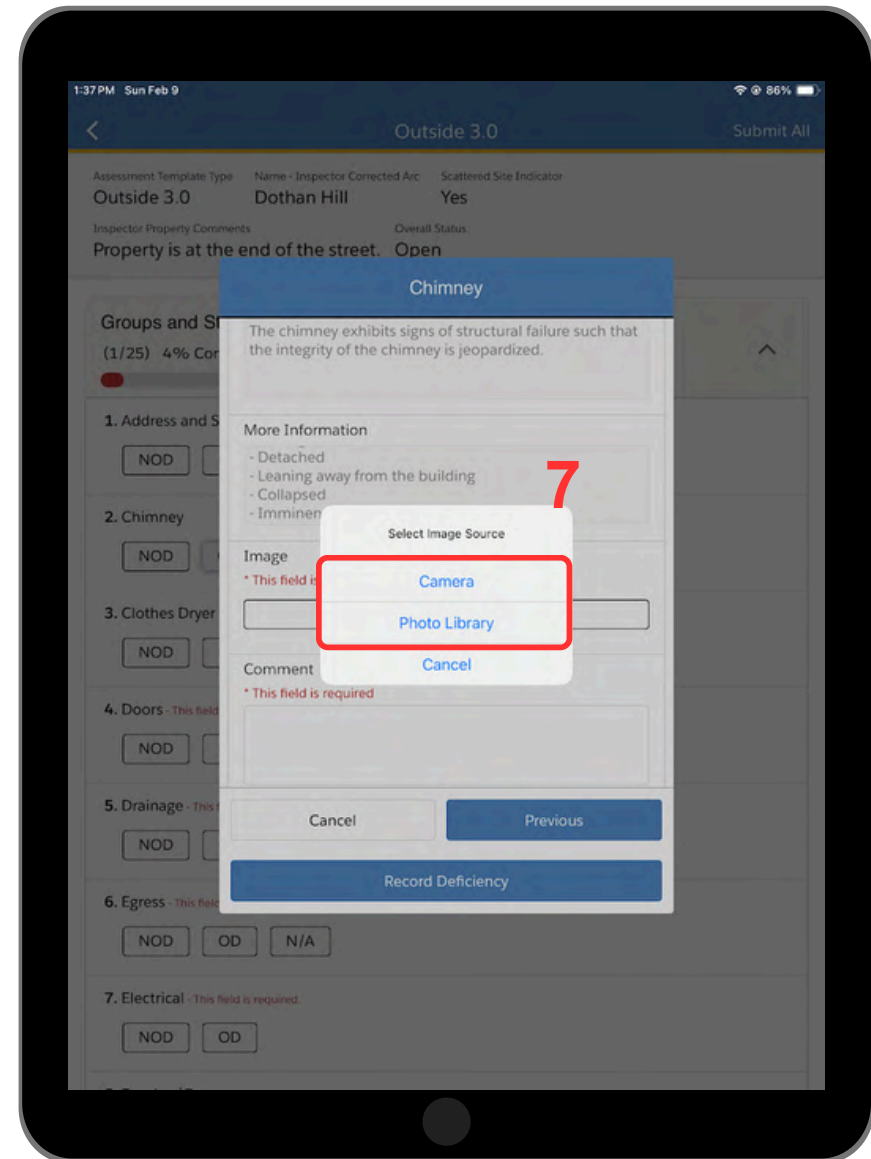 1:37 PM Sun Feb 9 86%
Outside 3.0 Submit All
Assessment Template Type Name - Inspector Corrected Arc Scattered Site Indicator
Outside 3.0 Dothan Hill Yes
Inspector Property Comments Overall Status
Property is at the end of the street. Open
Chimney
Groups and St
(1/25) 4% Cor
The chimney exhibits signs of structural failure such that
the integrity of the chimney is jeopardized.
1. Address and S
NOD
More Information
- Detached
- Leaning away from the building
- Collapsed
- Imminen
7
2. Chimney
NOD
Select Image Source
Image
* This field is
Camera
Photo Library
Cancel
3. Clothes Dryer
NOD
Comment
* This field is required
4. Doors - This field
NOD
5. Drainage - This f
NOD
Cancel Previous
Record Deficiency
6. Egress - This field
NOD OD N/A
7. Electrical - This field is required.
NOD OD